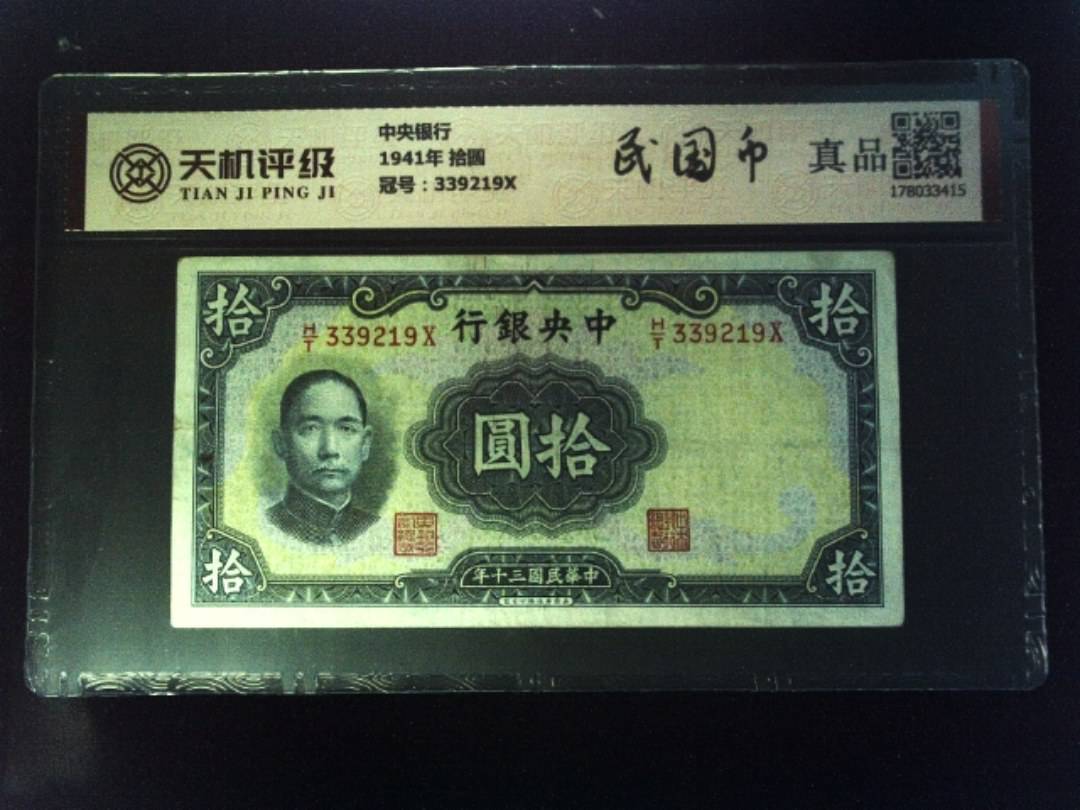 天机评级
TIAN JI PING JI
中央银行
1941年 拾圆
冠号：339219X
民国币
真品
178033415
拾
拾
H/T 339219X
行銀央中
H/T 339219X
圓拾
拾
年十三國民華中
拾